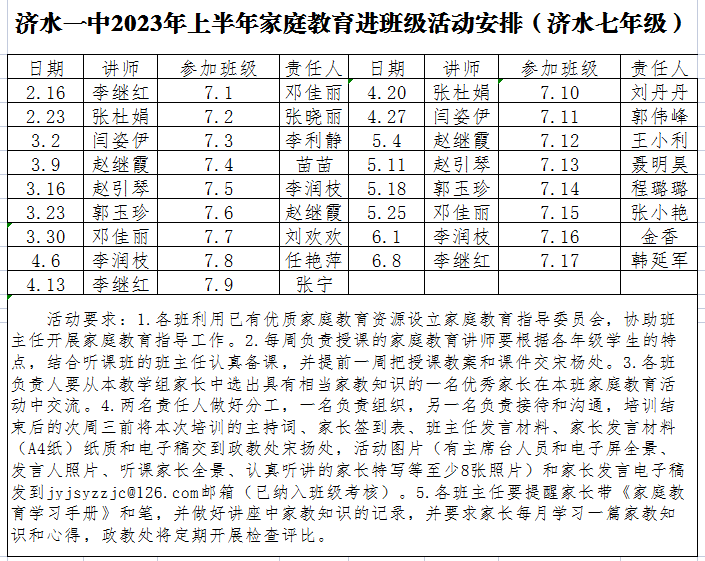 济水一中2023年上半年家庭教育进班级活动安排（济水七年级）
日期 讲师 参加班级 责任人 日期 讲师 参加班级 责任人
2.16 李继红 7.1 邓佳丽 4.20 张杜娟 7.10 刘丹丹
2.23 张杜娟 7.2 张晓丽 4.27 闫姿伊 7.11 郭伟峰
3.2 闫姿伊 7.3 李利静 5.4 赵继霞 7.12 王小利
3.9 赵继霞 7.4 苗苗 5.11 赵引琴 7.13 聂明昊
3.16 赵引琴 7.5 李润枝 5.18 郭玉珍 7.14 程璐璐
3.23 郭玉珍 7.6 赵继霞 5.25 邓佳丽 7.15 张小艳
3.30 邓佳丽 7.7 刘欢欢 6.1 李润枝 7.16 金香
4.6 李润枝 7.8 任艳萍 6.8 李继红 7.17 韩延军
4.13 李继红 7.9 张宁
活动要求：1.各班利用已有优质家庭教育资源设立家庭教育指导委员会，协助班
主任开展家庭教育指导工作。2.每周负责授课的家庭教育讲师要根据各年级学生的特
点，结合听课班的班主任认真备课，并提前一周把授课教案和课件交宋杨处。3.各班
负责人要从本教学组家长中选出具有相当家教知识的一名优秀家长在本班家庭教育活
动中交流。4.两名责任人做好分工，一名负责组织，另一名负责接待和沟通，培训结
束后的次周三前将本次培训的主持词、家长签到表、班主任发言材料、家长发言材料
（A4纸）纸质和电子稿交到政教处宋扬处，活动图片（有主席台人员和电子屏全景、
发言人照片、听课家长全景、认真听讲的家长特写等至少8张照片）和家长发言电子稿
发到jyjsyzzjc@126.com邮箱（已纳入班级考核）。5.各班主任要提醒家长带《家庭教
育学习手册》和笔，并做好讲座中家教知识的记录，并要求家长每月学习一篇家教知
识和心得，政教处将定期开展检查评比。